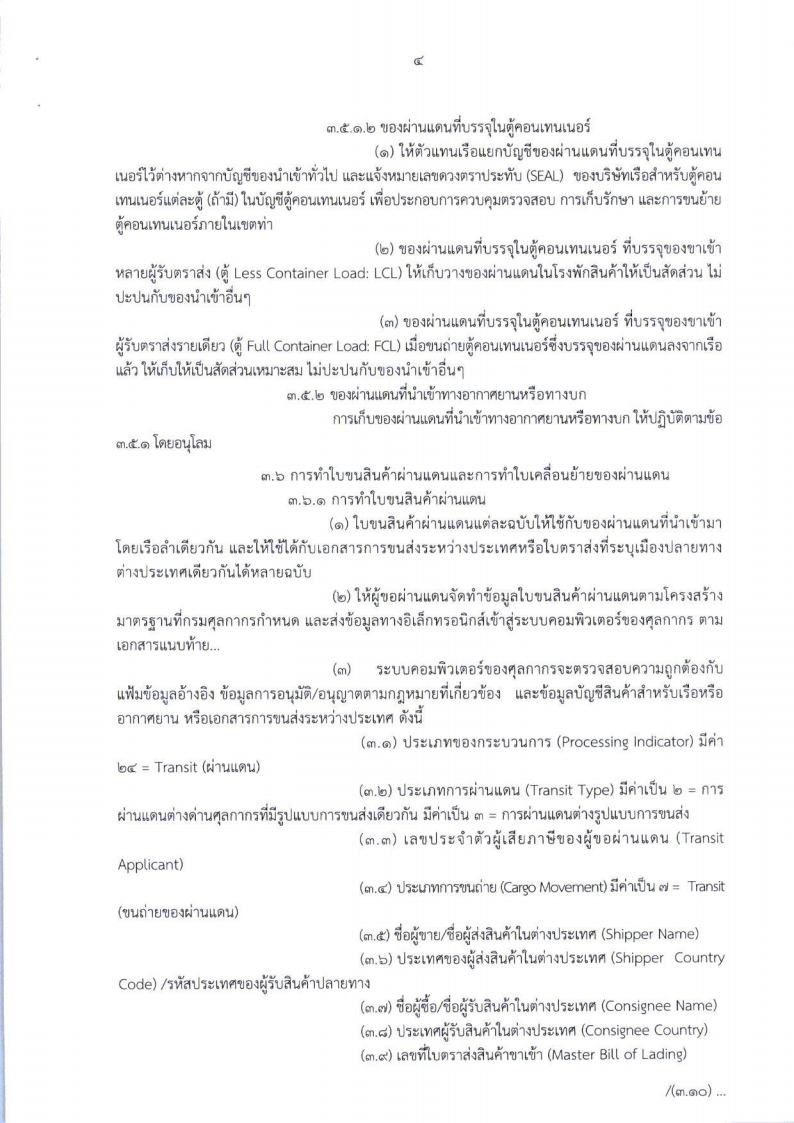 ๔
๓.๕.๑.๒ ของผ่านแดนที่บรรจุในตู้คอนเทนเนอร์
(๑) ให้ตัวแทนเรือแยกบัญชีของผ่านแดนที่บรรจุในตู้คอนเทน
เนอร์ไว้ต่างหากจากบัญชีของนำเข้าทั่วไป และแจ้งหมายเลขดวงตราประทับ (SEAL) ของบริษัทเรือสำหรับตู้คอน
เทนเนอร์แต่ละตู้ (ถ้ามี) ในบัญชีตู้คอนเทนเนอร์ เพื่อประกอบการควบคุมตรวจสอบ การเก็บรักษา และการขนย้าย
ตู้คอนเทนเนอร์ภายในเขตท่า
(๒) ของผ่านแดนที่บรรจุในตู้คอนเทนเนอร์ ที่บรรจุของขาเข้า
หลายผู้รับตราส่ง (ตู้ Less Container Load: LCL) ให้เก็บวางของผ่านแดนในโรงพักสินค้าให้เป็นสัดส่วน ไม่
ปะปนกับของนำเข้าอื่นๆ
(๓) ของผ่านแดนที่บรรจุในตู้คอนเทนเนอร์ ที่บรรจุของขาเข้า
ผู้รับตราส่งรายเดียว (ตู้ Full Container Load: FCL) เมื่อขนถ่ายตู้คอนเทนเนอร์ซึ่งบรรจุของผ่านแดนลงจากเรือ
แล้ว ให้เก็บให้เป็นสัดส่วนเหมาะสม ไม่ปะปนกับของนำเข้าอื่นๆ
๓.๕.๒ ของผ่านแดนที่นำเข้าทางอากาศยานหรือทางบก
การเก็บของผ่านแดนที่นำเข้าทางอากาศยานหรือทางบก ให้ปฏิบัติตามข้อ
๓.๕.๑ โดยอนุโลม
๓.๖ การทำใบขนสินค้าผ่านแดนและการทำใบเคลื่อนย้ายของผ่านแดน
๓.๖.๑ การทำใบขนสินค้าผ่านแดน
(๑) ใบขนสินค้าผ่านแดนแต่ละฉบับให้ใช้กับของผ่านแดนที่นำเข้ามา
โดยเรือลำเดียวกัน และให้ใช้ได้กับเอกสารการขนส่งระหว่างประเทศหรือใบตราส่งที่ระบุเมืองปลายทาง
ต่างประเทศเดียวกันได้หลายฉบับ
(๒) ให้ผู้ขอผ่านแดนจัดทำข้อมูลใบขนสินค้าผ่านแดนตามโครงสร้าง
มาตรฐานที่กรมศุลกากรกำหนด และส่งข้อมูลทางอิเล็กทรอนิกส์เข้าสู่ระบบคอมพิวเตอร์ของศุลกากร ตาม
เอกสารแนบท้าย...
(๓) ระบบคอมพิวเตอร์ของศุลกากรจะตรวจสอบความถูกต้องกับ
แฟ้มข้อมูลอ้างอิง ข้อมูลการอนุมัติ/อนุญาตตามกฎหมายที่เกี่ยวข้อง และข้อมูลบัญชีสินค้าสำหรับเรือหรือ
อากาศยาน หรือเอกสารการขนส่งระหว่างประเทศ ดังนี้
(๓.๑) ประเภทของกระบวนการ (Processing Indicator) มีค่า
๒๔ = Transit (ผ่านแดน)
(๓.๒) ประเภทการผ่านแดน (Transit Type) มีค่าเป็น ๒ = การ
ผ่านแดนต่างด่านศุลกากรที่มีรูปแบบการขนส่งเดียวกัน มีค่าเป็น ๓ = การผ่านแดนต่างรูปแบบการขนส่ง
(๓.๓) เลขประจำตัวผู้เสียภาษีของผู้ขอผ่านแดน (Transit
Applicant)
(๓.๔) ประเภทการขนถ่าย (Cargo Movement) มีค่าเป็น ๗ = Transit
(ขนถ่ายของผ่านแดน)
(๓.๕) ชื่อผู้ขาย/ชื่อผู้ส่งสินค้าในต่างประเทศ (Shipper Name)
(๓.๖) ประเทศของผู้ส่งสินค้าในต่างประเทศ (Shipper Country
Code) /รหัสประเทศของผู้รับสินค้าปลายทาง
(๓.๗) ชื่อผู้ซื้อ/ชื่อผู้รับสินค้าในต่างประเทศ (Consignee Name)
(๓.๘) ประเทศผู้รับสินค้าในต่างประเทศ (Consignee Country)
(๓.๙) เลขที่ใบตราส่งสินค้าขาเข้า (Master Bill of Lading)
/(๓.๑๐) ...